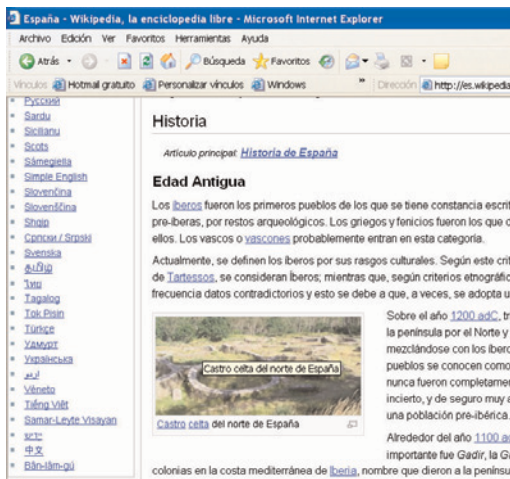 España - Wikipedia, la enciclopedia libre - Microsoft Internet Explorer
Archivo Edición Ver Favoritos Herramientas Ayuda
Atrás Búsqueda Favoritos
Vínculos Hotmail gratuito Personalizar vínculos Windows " Dirección http://es.wikipedia
Русский
Sardu
Sicilianu
Scots
Sámegiella
Simple English
Slovenčina
Slovenščina
Shqip
Српски / Srpski
Svenska
தமிழ்
ไทย
Tagalog
Tok Pisin
Türkçe
Удмурт
Українська
اردو
Vèneto
Tiếng Việt
Samar-Leyte Visayan
ייִדיש
中文
Bân-lâm-gú
Historia
Artículo principal: Historia de España
Edad Antigua
Los íberos fueron los primeros pueblos de los que se tiene constancia escrit
pre-íberas, por restos arqueológicos. Los griegos y fenicios fueron los que
ellos. Los vascos o vascones probablemente entran en esta categoría.
Actualmente, se definen los íberos por sus rasgos culturales. Según este crit
de Tartessos, se consideran Íberos; mientras que, según criterios etnográfic
frecuencia datos contradictorios y esto se debe a que, a veces, se adopta u
Castro celta del norte de España
Castro celta del norte de España
Sobre el año 1200 adC, tr
la península por el Norte y
mezclándose con los íbero
pueblos se conocen como
nunca fueron completamen
incierto, y de seguro muy a
una población pre-ibérica.
Alrededor del año 1100 a
importante fue Gadir, la G
colonias en la costa mediterránea de Iberia, nombre que dieron a la penínsu